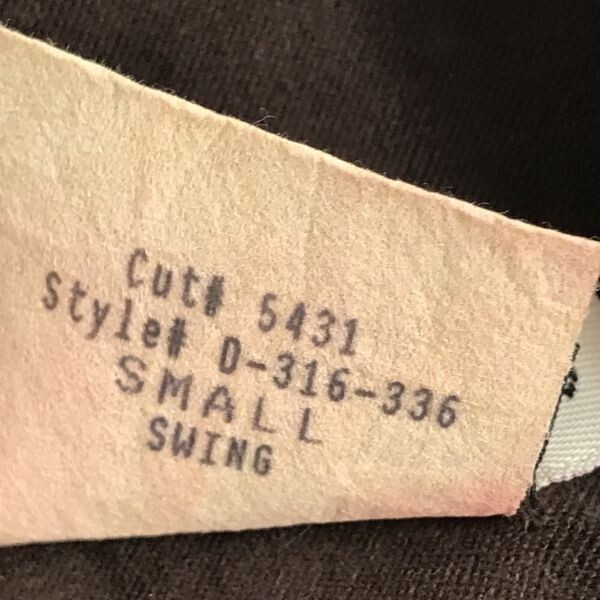 Cut# 5431
Style# D-316-336
SMALL
SWING